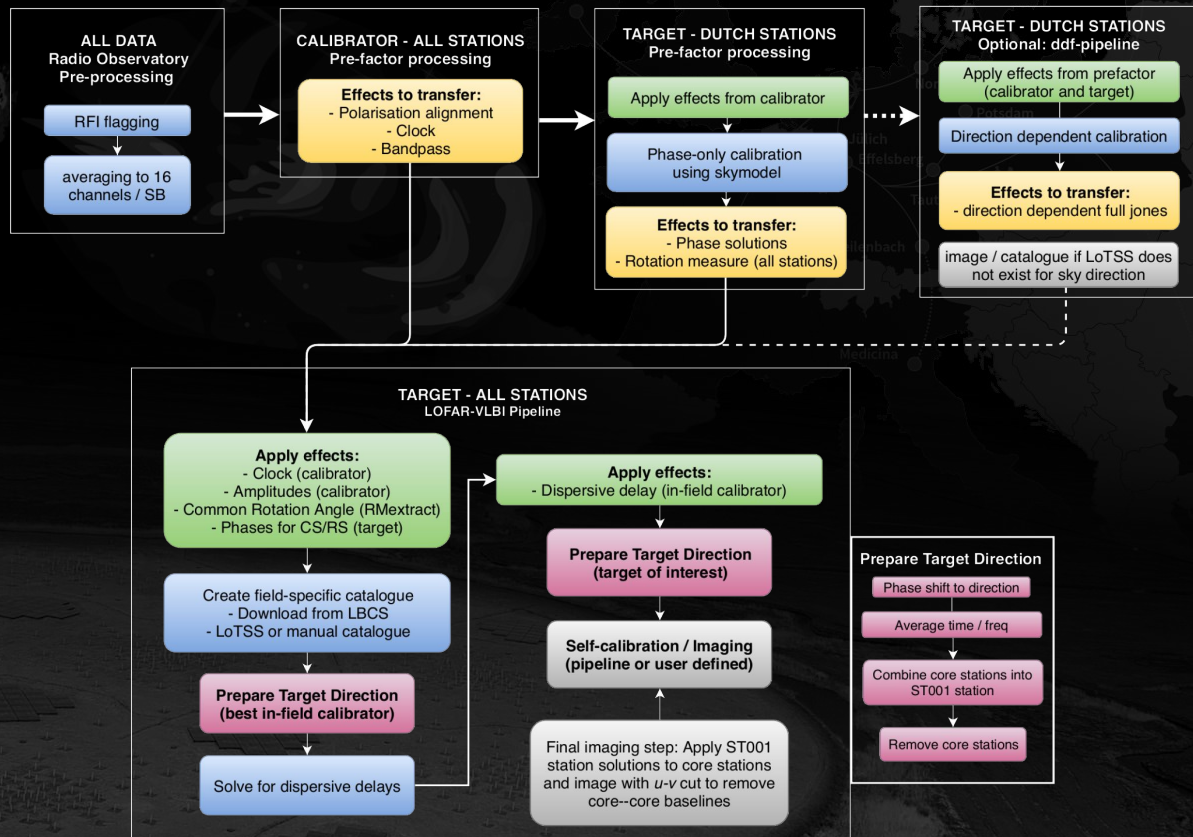 ALL DATA
Radio Observatory
Pre-processing
RFI flagging
averaging to 16
channels / SB
CALIBRATOR - ALL STATIONS
Pre-factor processing
Effects to transfer:
- Polarisation alignment
- Clock
- Bandpass
TARGET - DUTCH STATIONS
Pre-factor processing
Apply effects from calibrator
Phase-only calibration
using skymodel
Effects to transfer:
- Phase solutions
- Rotation measure (all stations)
TARGET - DUTCH STATIONS
Optional: ddf-pipeline
Apply effects from prefactor
(calibrator and target)
Direction dependent calibration
Effects to transfer:
- direction dependent full jones
image / catalogue if LoTSS does
not exist for sky direction
Potsdam
Jülich
Effelsberg
Medicina
TARGET - ALL STATIONS
LOFAR-VLBI Pipeline
Apply effects:
- Clock (calibrator)
- Amplitudes (calibrator)
- Common Rotation Angle (RMextract)
- Phases for CS/RS (target)
Create field-specific catalogue
- Download from LBCS
- LoTSS or manual catalogue
Prepare Target Direction
(best in-field calibrator)
Solve for dispersive delays
Apply effects:
- Dispersive delay (in-field calibrator)
Prepare Target Direction
(target of interest)
Self-calibration / Imaging
(pipeline or user defined)
Final imaging step: Apply ST001
station solutions to core stations
and image with u-v cut to remove
core--core baselines
Prepare Target Direction
Phase shift to direction
Average time / freq
Combine core stations into
ST001 station
Remove core stations